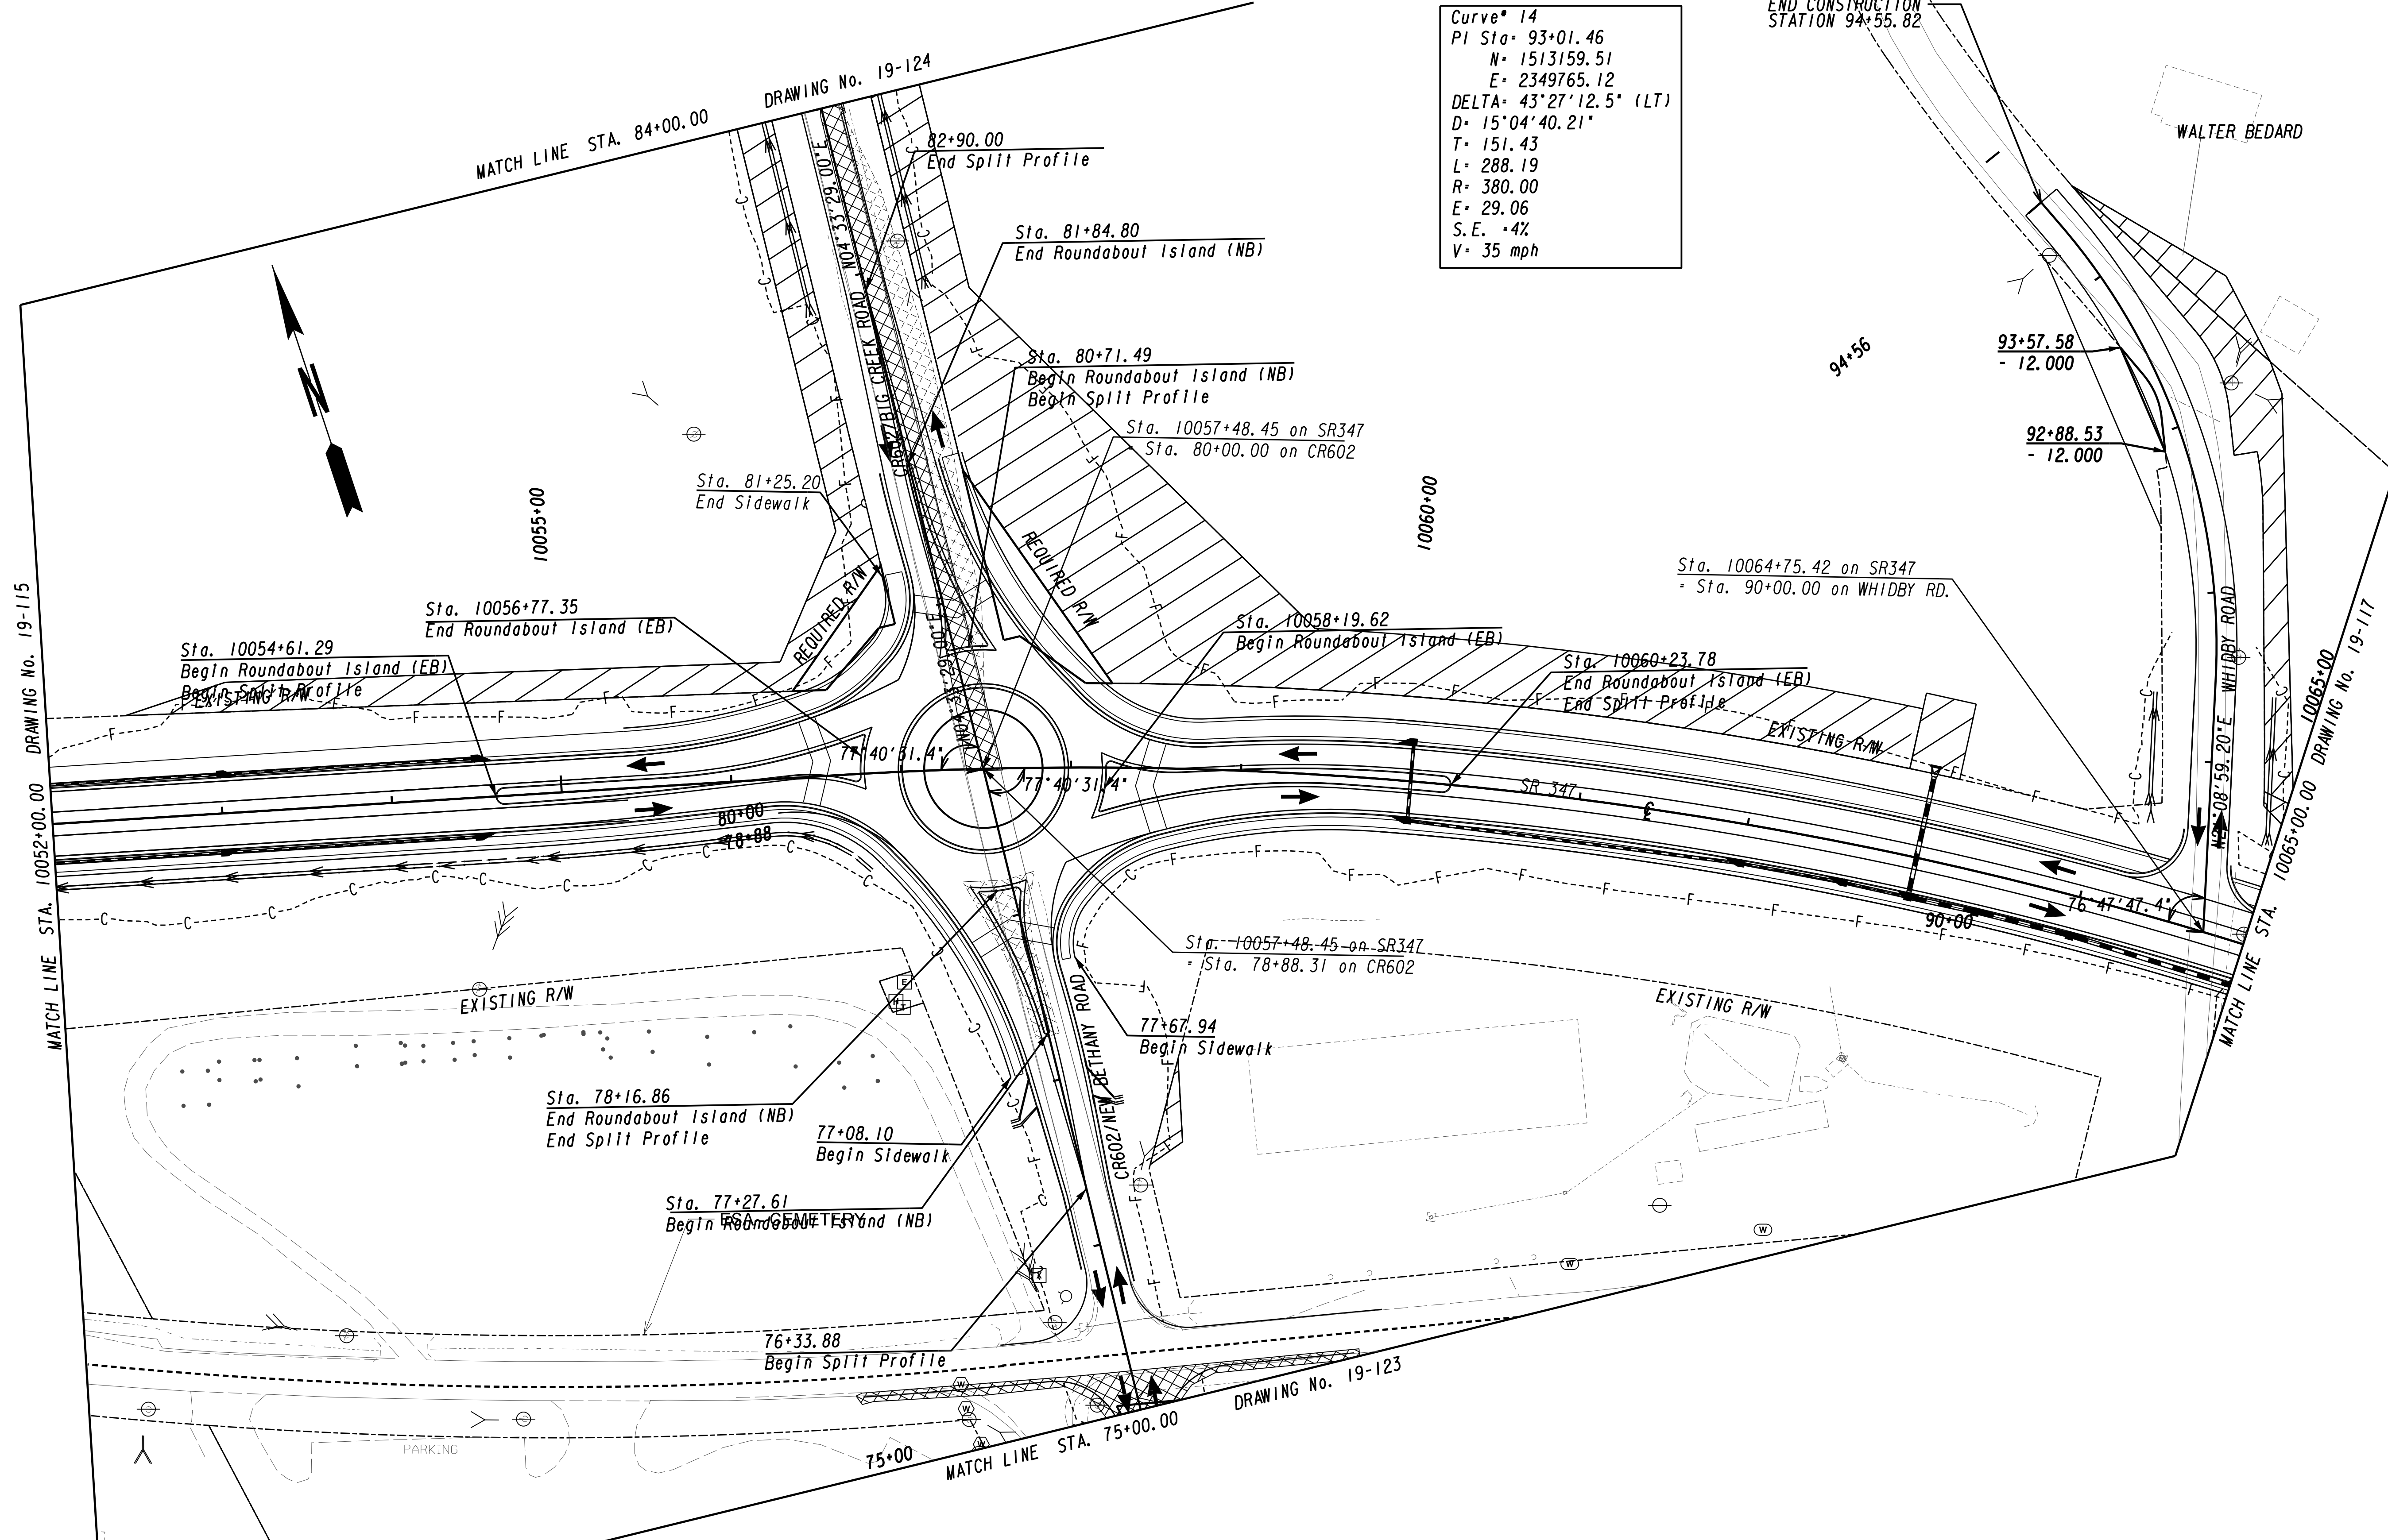 Curve# 14
PI Sta= 93+01.46
N= 1513159.51
E= 2349765.12
DELTA= 43°27'12.5" (LT)
D= 15°04'40.21"
T= 151.43
L= 288.19
R= 380.00
E= 29.06
S.E. =4%
V= 35 mph
END CONSTRUCTION
STATION 94+55.82
WALTER BEDARD
MATCH LINE STA. 84+00.00 DRAWING No. 19-124
82+90.00
End Split Profile
Sta. 81+84.80
End Roundabout Island (NB)
Sta. 80+71.49
Begin Roundabout Island (NB)
Begin Split Profile
Sta. 10057+48.45 on SR347
= Sta. 80+00.00 on CR602
CR602/BIG CREEK ROAD N04°33'29.00"E
N
Sta. 81+25.20
End Sidewalk
10055+00
10060+00
94+56
93+57.58
- 12.000
92+88.53
- 12.000
Sta. 10064+75.42 on SR347
= Sta. 90+00.00 on WHIDBY RD.
REQUIRED R/W
REQUIRED R/W
Sta. 10056+77.35
End Roundabout Island (EB)
Sta. 10054+61.29
Begin Roundabout Island (EB)
Begin Split Profile
EXISTING R/W
Sta. 10058+19.62
Begin Roundabout Island (EB)
Sta. 10060+23.78
End Roundabout Island (EB)
End Split Profile
EXISTING R/W
WHIDBY ROAD
10065+00
MATCH LINE STA. 10065+00.00 DRAWING No. 19-117
MATCH LINE STA. 10052+00.00 DRAWING No. 19-115
77°40'31.4"
77°40'31.4"
SR 347
80+00
78+88
76°47'47.4"
90+00
Sta. 10057+48.45 on SR347
= Sta. 78+88.31 on CR602
EXISTING R/W
EXISTING R/W
77+67.94
Begin Sidewalk
CR602/NEW BETHANY ROAD
Sta. 78+16.86
End Roundabout Island (NB)
End Split Profile
77+08.10
Begin Sidewalk
Sta. 77+27.61
Begin Roundabout Island (NB)
ESA CEMETERY
76+33.88
Begin Split Profile
PARKING
75+00
MATCH LINE STA. 75+00.00 DRAWING No. 19-123